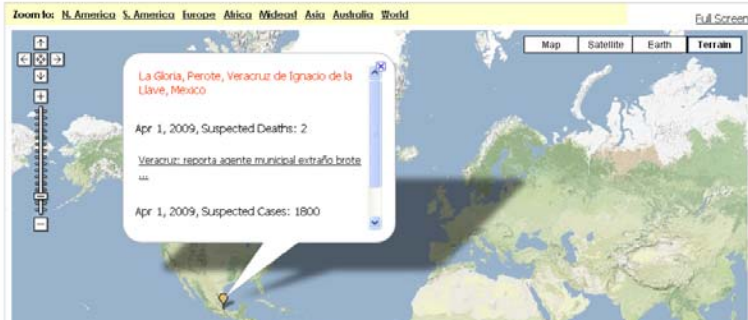 Zoom to: N. America S. America Europe Africa Mideast Asia Australia World
Full Screen
Map Satellite Earth Terrain
La Gloria, Perote, Veracruz de Ignacio de la
Llave, Mexico
Apr 1, 2009, Suspected Deaths: 2
Veracruz: reporta agente municipal extraño brote
...
Apr 1, 2009, Suspected Cases: 1800